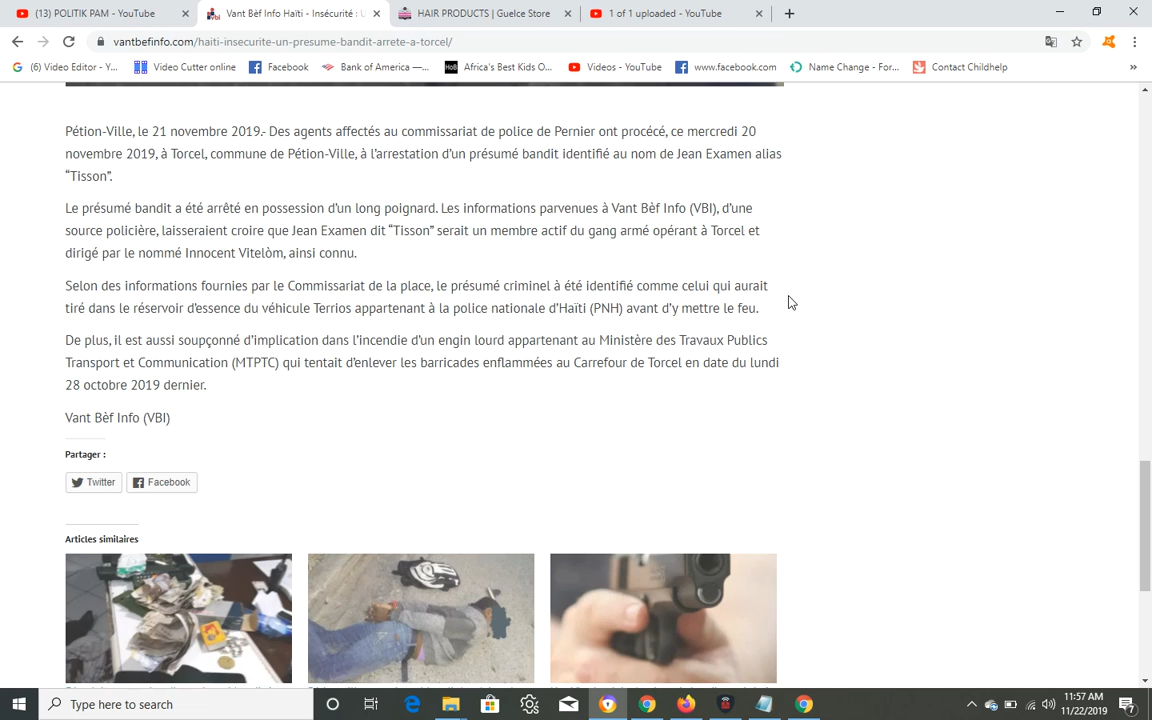 (13) POLITIK PAM - YouTube
Vant Bèf Info Haïti - Insécurité : U
HAIR PRODUCTS | Guelce Store
1 of 1 uploaded - YouTube
vantbefinfo.com/haiti-insecurite-un-presume-bandit-arrete-a-torcel/
(6) Video Editor - Y...
Video Cutter online
Facebook
Bank of America —...
Africa's Best Kids O...
Videos - YouTube
www.facebook.com
Name Change - For...
Contact Childhelp
Pétion-Ville, le 21 novembre 2019.- Des agents affectés au commissariat de police de Pernier ont procécé, ce mercredi 20
novembre 2019, à Torcel, commune de Pétion-Ville, à l'arrestation d'un présumé bandit identifié au nom de Jean Examen alias
“Tisson”.
Le présumé bandit a été arrêté en possession d'un long poignard. Les informations parvenues à Vant Bèf Info (VBI), d'une
source policière, laisseraient croire que Jean Examen dit “Tisson” serait un membre actif du gang armé opérant à Torcel et
dirigé par le nommé Innocent Vitelòm, ainsi connu.
Selon des informations fournies par le Commissariat de la place, le présumé criminel à été identifié comme celui qui aurait
tiré dans le réservoir d'essence du véhicule Terrios appartenant à la police nationale d'Haïti (PNH) avant d'y mettre le feu.
De plus, il est aussi soupçonné d'implication dans l'incendie d'un engin lourd appartenant au Ministère des Travaux Publics
Transport et Communication (MTPTC) qui tentait d'enlever les barricades enflammées au Carrefour de Torcel en date du lundi
28 octobre 2019 dernier.
Vant Bèf Info (VBI)
Partager :
Twitter
Facebook
Articles similaires
Type here to search
11:57 AM
11/22/2019
7